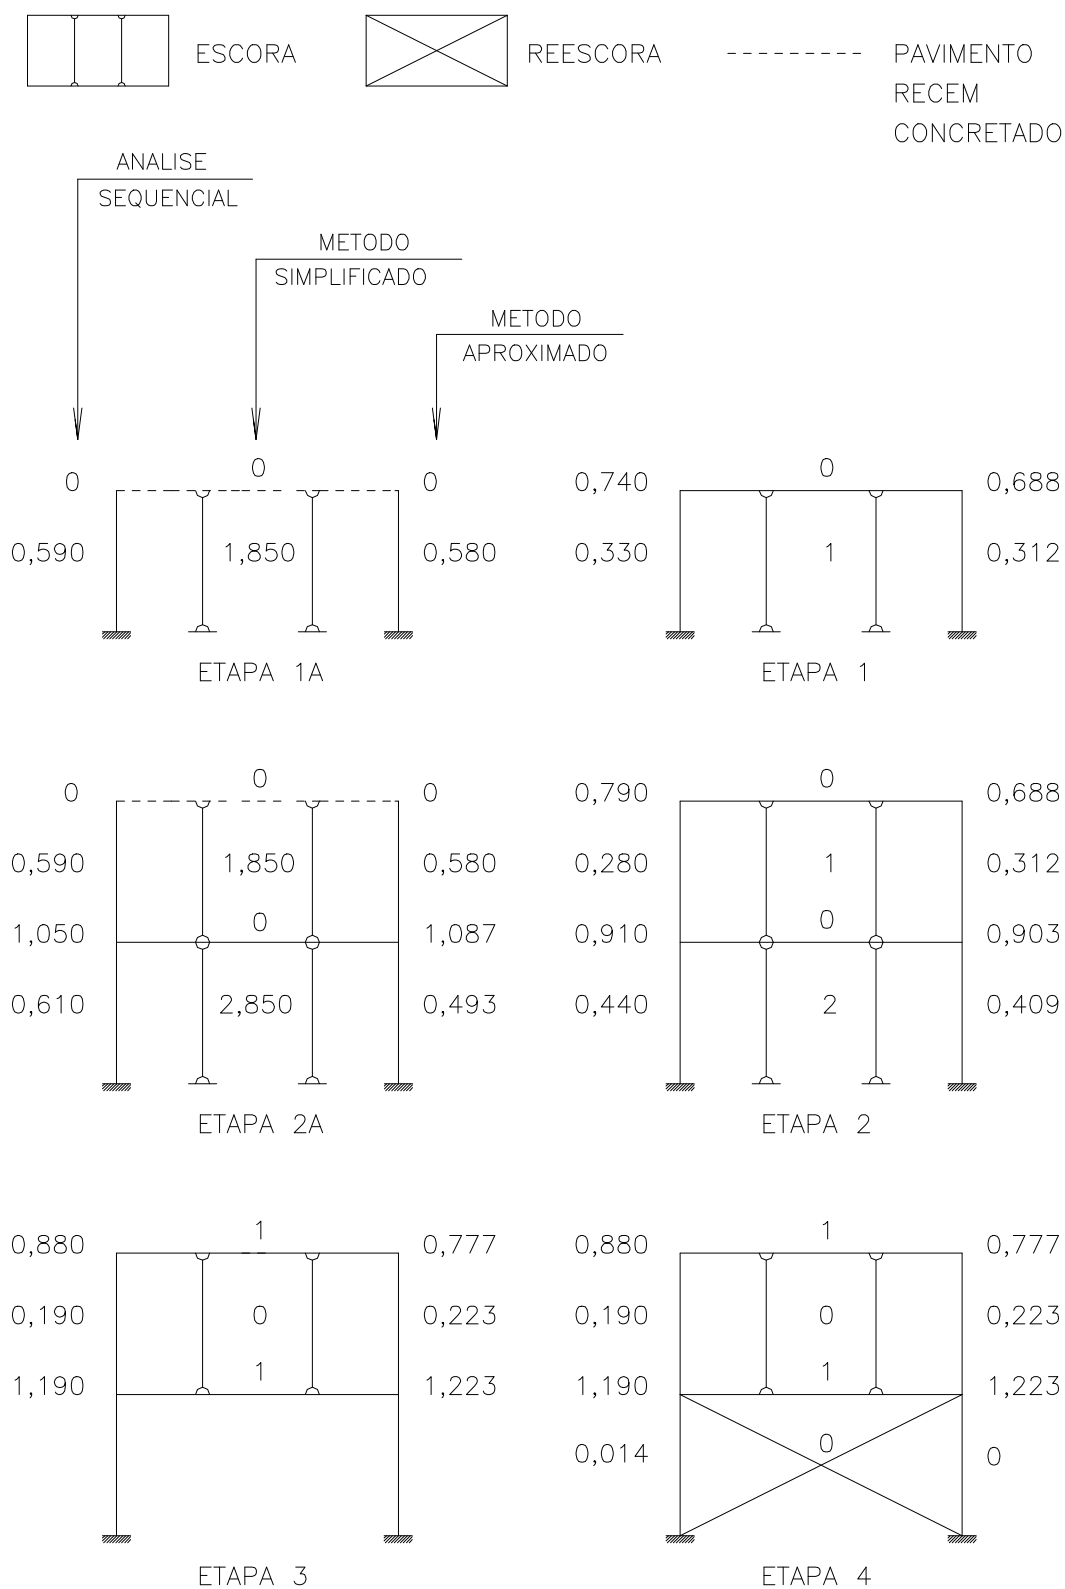 ESCORA
REESCORA
PAVIMENTO
RECEM
CONCRETADO
ANALISE
SEQUENCIAL
METODO
SIMPLIFICADO
METODO
APROXIMADO
0 0 0
0,590 1,850 0,580
ETAPA 1A
0,740 0 0,688
0,330 1 0,312
ETAPA 1
0 0 0
0,590 1,850 0,580
1,050 0 1,087
0,610 2,850 0,493
ETAPA 2A
0,790 0 0,688
0,280 1 0,312
0,910 0 0,903
0,440 2 0,409
ETAPA 2
0,880 1 0,777
0,190 0 0,223
1,190 1 1,223
ETAPA 3
0,880 1 0,777
0,190 0 0,223
1,190 1 1,223
0,014 0 0
ETAPA 4